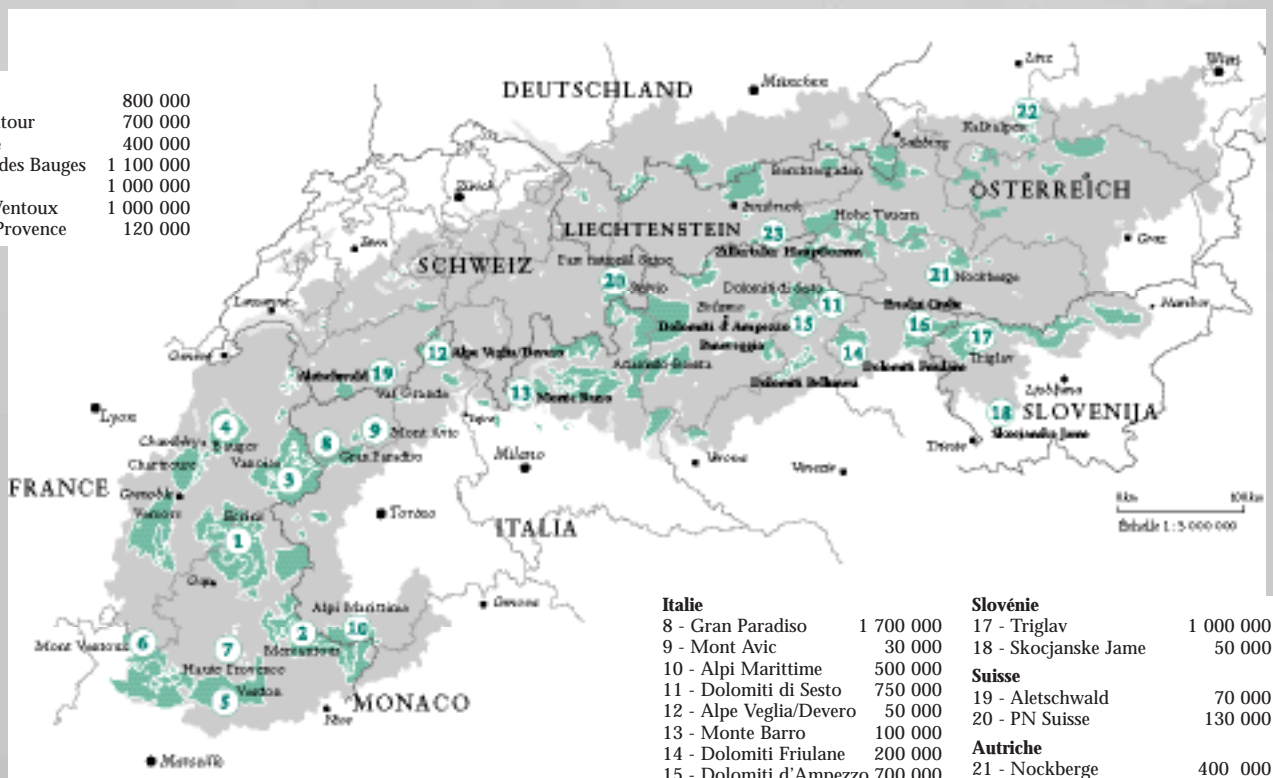 800 000
tour 700 000
400 000
des Bauges 1 100 000
1 000 000
Ventoux 1 000 000
Provence 120 000
DEUTSCHLAND
München
Linz
Wien
22
Kalkalpen
Salzburg
Berchtesgaden
ÖSTERREICH
Zürich
Innsbruck
Hohe Tauern
LIECHTENSTEIN
23
Graz
Bern
SCHWEIZ
21
Nockberge
20
Stelvio
Dolomiti di Sesto
11
Lausanne
Maribor
Dolomiti d'Ampezzo
15
16
17
Triglav
Genève
12
Alpe Veglia/Devero
Paneveggio
14
Dolomiti Friulane
Adamello-Brenta
Aletschwald
19
Val Grande
13
Monte Barro
Dolomiti Bellunesi
Ljubljana
18
SLOVENIJA
Skocjanske Jame
Lyon
4
Bauges
9
Mont Avic
8
Gran Paradiso
Chartreuse
Vanoise
3
Milano
Verona
Venezia
Trieste
FRANCE
Grenoble
Vercors
Torino
ITALIA
0 km 100 km
Echelle 1 : 5 000 000
Ecrins
1
Gap
Genova
Alpi Marittime
10
2
Mercantour
Mont Ventoux
6
7
Haute Provence
Verdon
5
MONACO
Nice
Marseille
Italie
8 - Gran Paradiso 1 700 000
9 - Mont Avic 30 000
10 - Alpi Marittime 500 000
11 - Dolomiti di Sesto 750 000
12 - Alpe Veglia/Devero 50 000
13 - Monte Barro 100 000
14 - Dolomiti Friulane 200 000
15 - Dolomiti d'Ampezzo 700 000
Slovénie
17 - Triglav 1 000 000
18 - Skocjanske Jame 50 000
Suisse
19 - Aletschwald 70 000
20 - PN Suisse 130 000
Autriche
21 - Nockberge 400 000